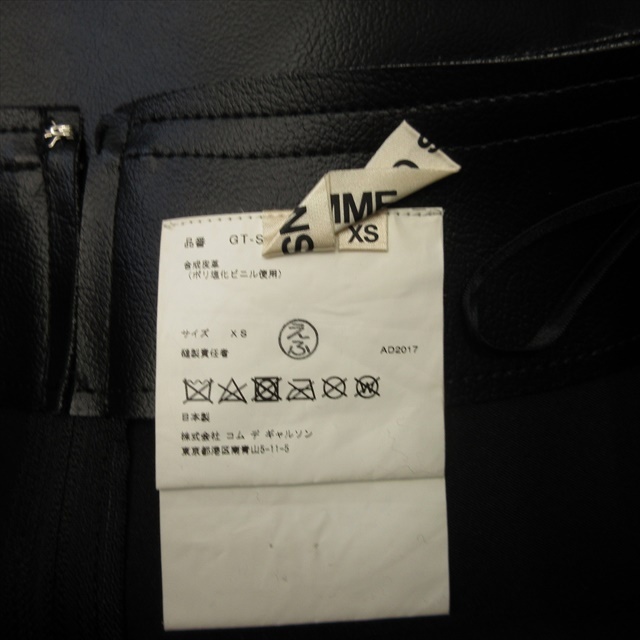 MME
XS
品番 GT-S
合成皮革
(ポリ塩化ビニル使用)
サイズ XS
縫製責任者 えふ AD2017
日本製
株式会社 コム デ ギャルソン
東京都港区南青山5-11-5